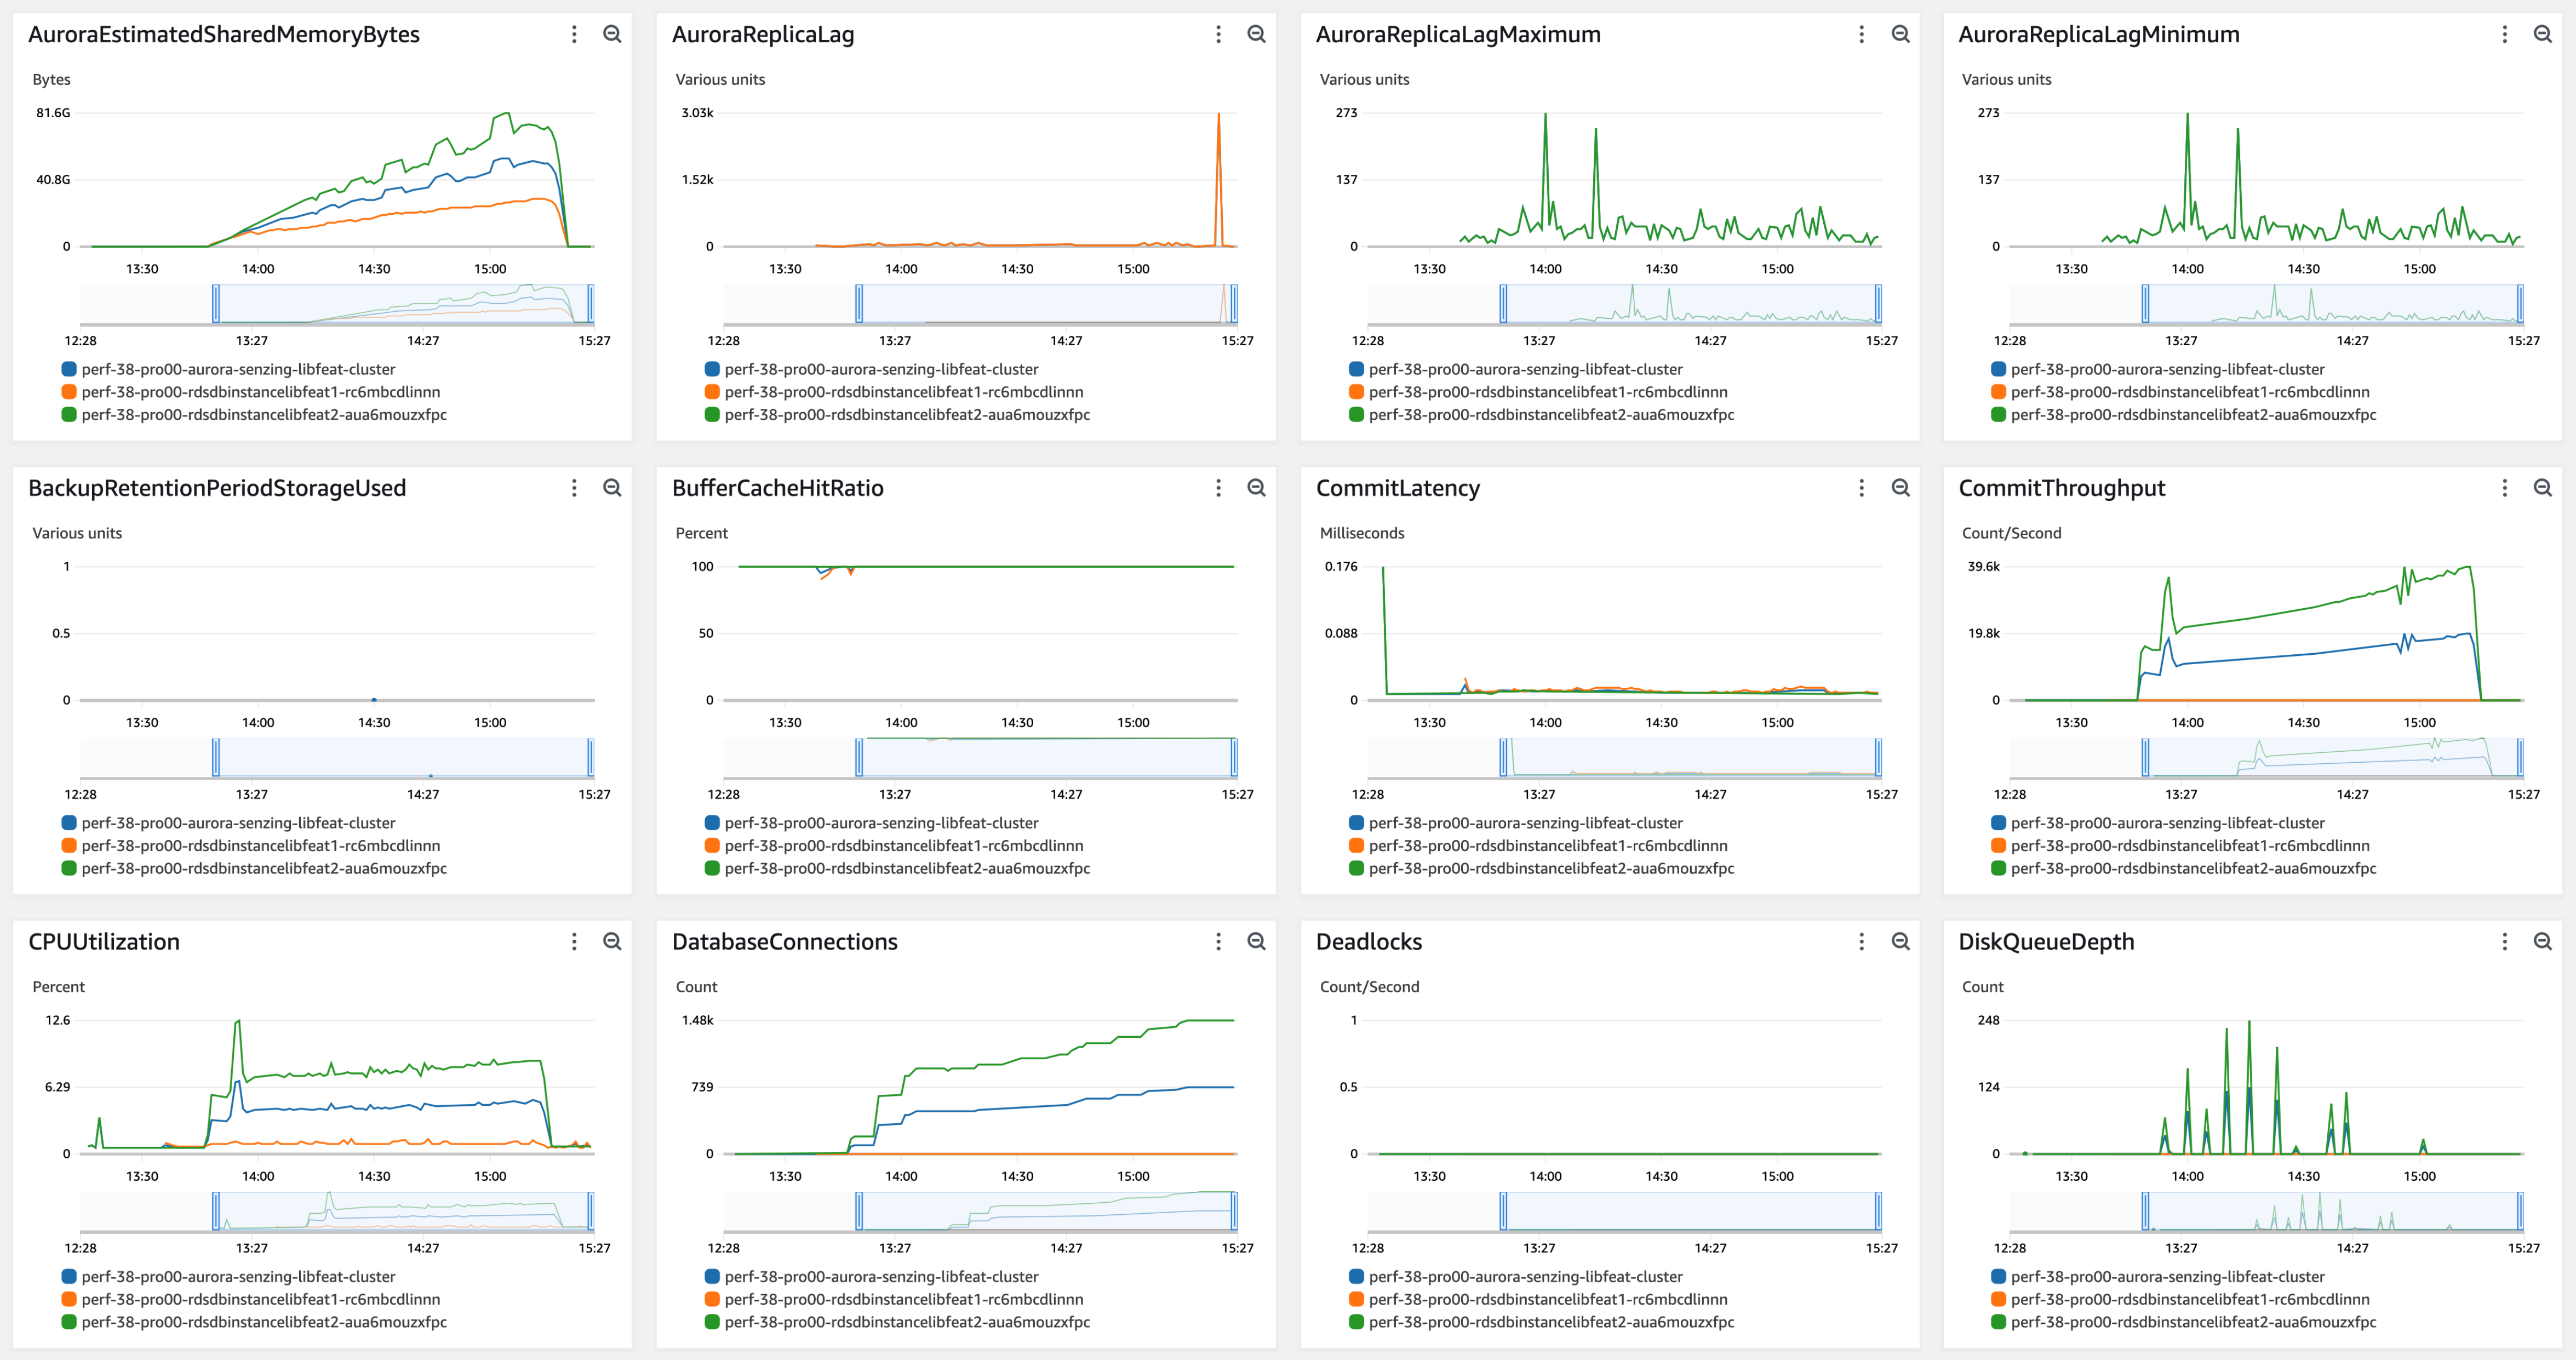 AuroraEstimatedSharedMemoryBytes
Bytes
81.6G
40.8G
0
13:30 14:00 14:30 15:00
12:28 13:27 14:27 15:27
perf-38-pro00-aurora-senzing-libfeat-cluster
perf-38-pro00-rdsdbinstancelibfeat1-rc6mbcdlinnn
perf-38-pro00-rdsdbinstancelibfeat2-aua6mouzxfpc
AuroraReplicaLag
Various units
3.03k
1.52k
0
13:30 14:00 14:30 15:00
12:28 13:27 14:27 15:27
perf-38-pro00-aurora-senzing-libfeat-cluster
perf-38-pro00-rdsdbinstancelibfeat1-rc6mbcdlinnn
perf-38-pro00-rdsdbinstancelibfeat2-aua6mouzxfpc
AuroraReplicaLagMaximum
Various units
273
137
0
13:30 14:00 14:30 15:00
12:28 13:27 14:27 15:27
perf-38-pro00-aurora-senzing-libfeat-cluster
perf-38-pro00-rdsdbinstancelibfeat1-rc6mbcdlinnn
perf-38-pro00-rdsdbinstancelibfeat2-aua6mouzxfpc
AuroraReplicaLagMinimum
Various units
273
137
0
13:30 14:00 14:30 15:00
12:28 13:27 14:27 15:27
perf-38-pro00-aurora-senzing-libfeat-cluster
perf-38-pro00-rdsdbinstancelibfeat1-rc6mbcdlinnn
perf-38-pro00-rdsdbinstancelibfeat2-aua6mouzxfpc
BackupRetentionPeriodStorageUsed
Various units
1
0.5
0
13:30 14:00 14:30 15:00
12:28 13:27 14:27 15:27
perf-38-pro00-aurora-senzing-libfeat-cluster
perf-38-pro00-rdsdbinstancelibfeat1-rc6mbcdlinnn
perf-38-pro00-rdsdbinstancelibfeat2-aua6mouzxfpc
BufferCacheHitRatio
Percent
100
50
0
13:30 14:00 14:30 15:00
12:28 13:27 14:27 15:27
perf-38-pro00-aurora-senzing-libfeat-cluster
perf-38-pro00-rdsdbinstancelibfeat1-rc6mbcdlinnn
perf-38-pro00-rdsdbinstancelibfeat2-aua6mouzxfpc
CommitLatency
Milliseconds
0.176
0.088
0
13:30 14:00 14:30 15:00
12:28 13:27 14:27 15:27
perf-38-pro00-aurora-senzing-libfeat-cluster
perf-38-pro00-rdsdbinstancelibfeat1-rc6mbcdlinnn
perf-38-pro00-rdsdbinstancelibfeat2-aua6mouzxfpc
CommitThroughput
Count/Second
39.6k
19.8k
0
13:30 14:00 14:30 15:00
12:28 13:27 14:27 15:27
perf-38-pro00-aurora-senzing-libfeat-cluster
perf-38-pro00-rdsdbinstancelibfeat1-rc6mbcdlinnn
perf-38-pro00-rdsdbinstancelibfeat2-aua6mouzxfpc
CPUUtilization
Percent
12.6
6.29
0
13:30 14:00 14:30 15:00
12:28 13:27 14:27 15:27
perf-38-pro00-aurora-senzing-libfeat-cluster
perf-38-pro00-rdsdbinstancelibfeat1-rc6mbcdlinnn
perf-38-pro00-rdsdbinstancelibfeat2-aua6mouzxfpc
DatabaseConnections
Count
1.48k
739
0
13:30 14:00 14:30 15:00
12:28 13:27 14:27 15:27
perf-38-pro00-aurora-senzing-libfeat-cluster
perf-38-pro00-rdsdbinstancelibfeat1-rc6mbcdlinnn
perf-38-pro00-rdsdbinstancelibfeat2-aua6mouzxfpc
Deadlocks
Count/Second
1
0.5
0
13:30 14:00 14:30 15:00
12:28 13:27 14:27 15:27
perf-38-pro00-aurora-senzing-libfeat-cluster
perf-38-pro00-rdsdbinstancelibfeat1-rc6mbcdlinnn
perf-38-pro00-rdsdbinstancelibfeat2-aua6mouzxfpc
DiskQueueDepth
Count
248
124
0
13:30 14:00 14:30 15:00
12:28 13:27 14:27 15:27
perf-38-pro00-aurora-senzing-libfeat-cluster
perf-38-pro00-rdsdbinstancelibfeat1-rc6mbcdlinnn
perf-38-pro00-rdsdbinstancelibfeat2-aua6mouzxfpc